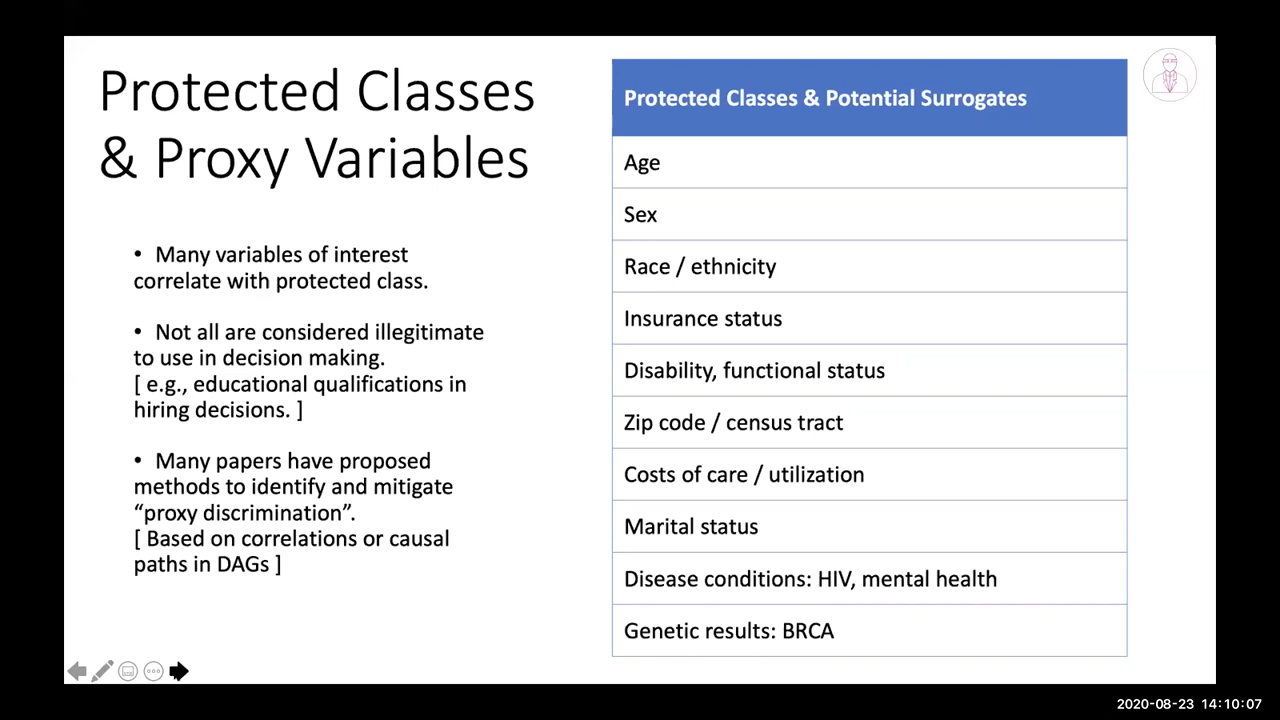 Protected Classes
& Proxy Variables
• Many variables of interest
correlate with protected class.
• Not all are considered illegitimate
to use in decision making.
[ e.g., educational qualifications in
hiring decisions. ]
• Many papers have proposed
methods to identify and mitigate
“proxy discrimination”.
[ Based on correlations or causal
paths in DAGs ]
Protected Classes & Potential Surrogates
Age
Sex
Race / ethnicity
Insurance status
Disability, functional status
Zip code / census tract
Costs of care / utilization
Marital status
Disease conditions: HIV, mental health
Genetic results: BRCA
2020-08-23 14:10:07